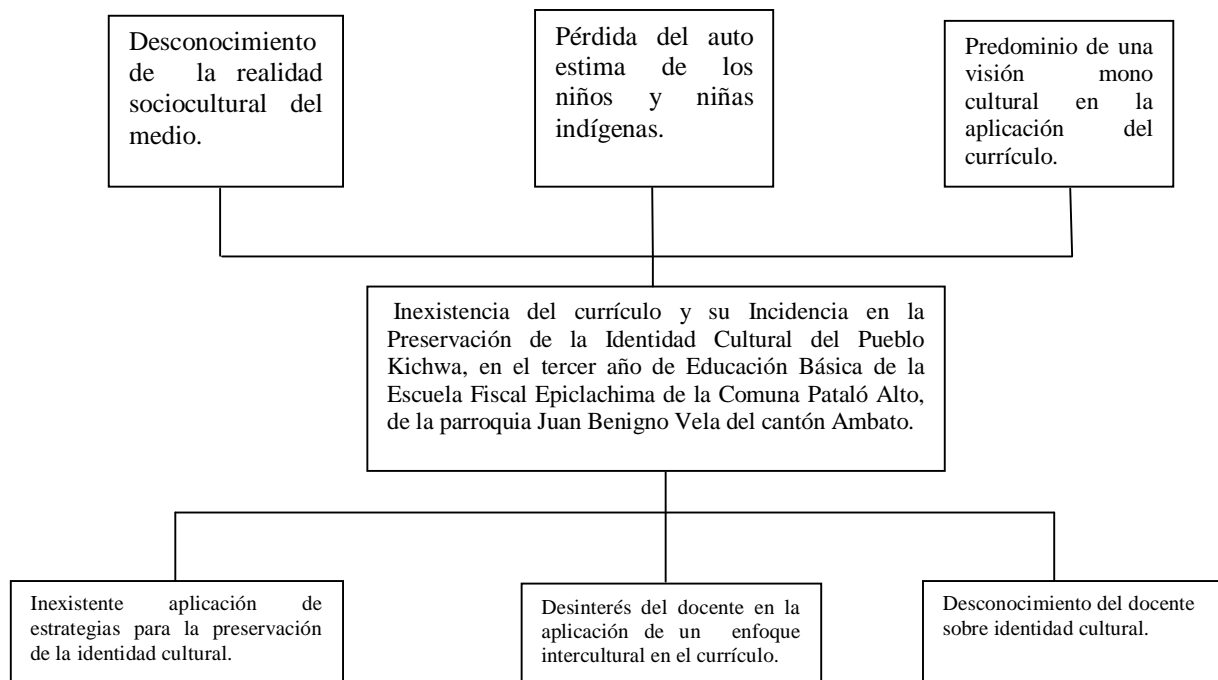 Desconocimiento
de la realidad
sociocultural del
medio.
Pérdida del auto
estima de los
niños y niñas
indígenas.
Predominio de una
visión mono
cultural en la
aplicación del
currículo.
Inexistencia del currículo y su Incidencia en la
Preservación de la Identidad Cultural del Pueblo
Kichwa, en el tercer año de Educación Básica de la
Escuela Fiscal Epiclachima de la Comuna Pataló Alto,
de la parroquia Juan Benigno Vela del cantón Ambato.
Inexistente aplicación de
estrategias para la preservación
de la identidad cultural.
Desinterés del docente en la
aplicación de un enfoque
intercultural en el currículo.
Desconocimiento del docente
sobre identidad cultural.